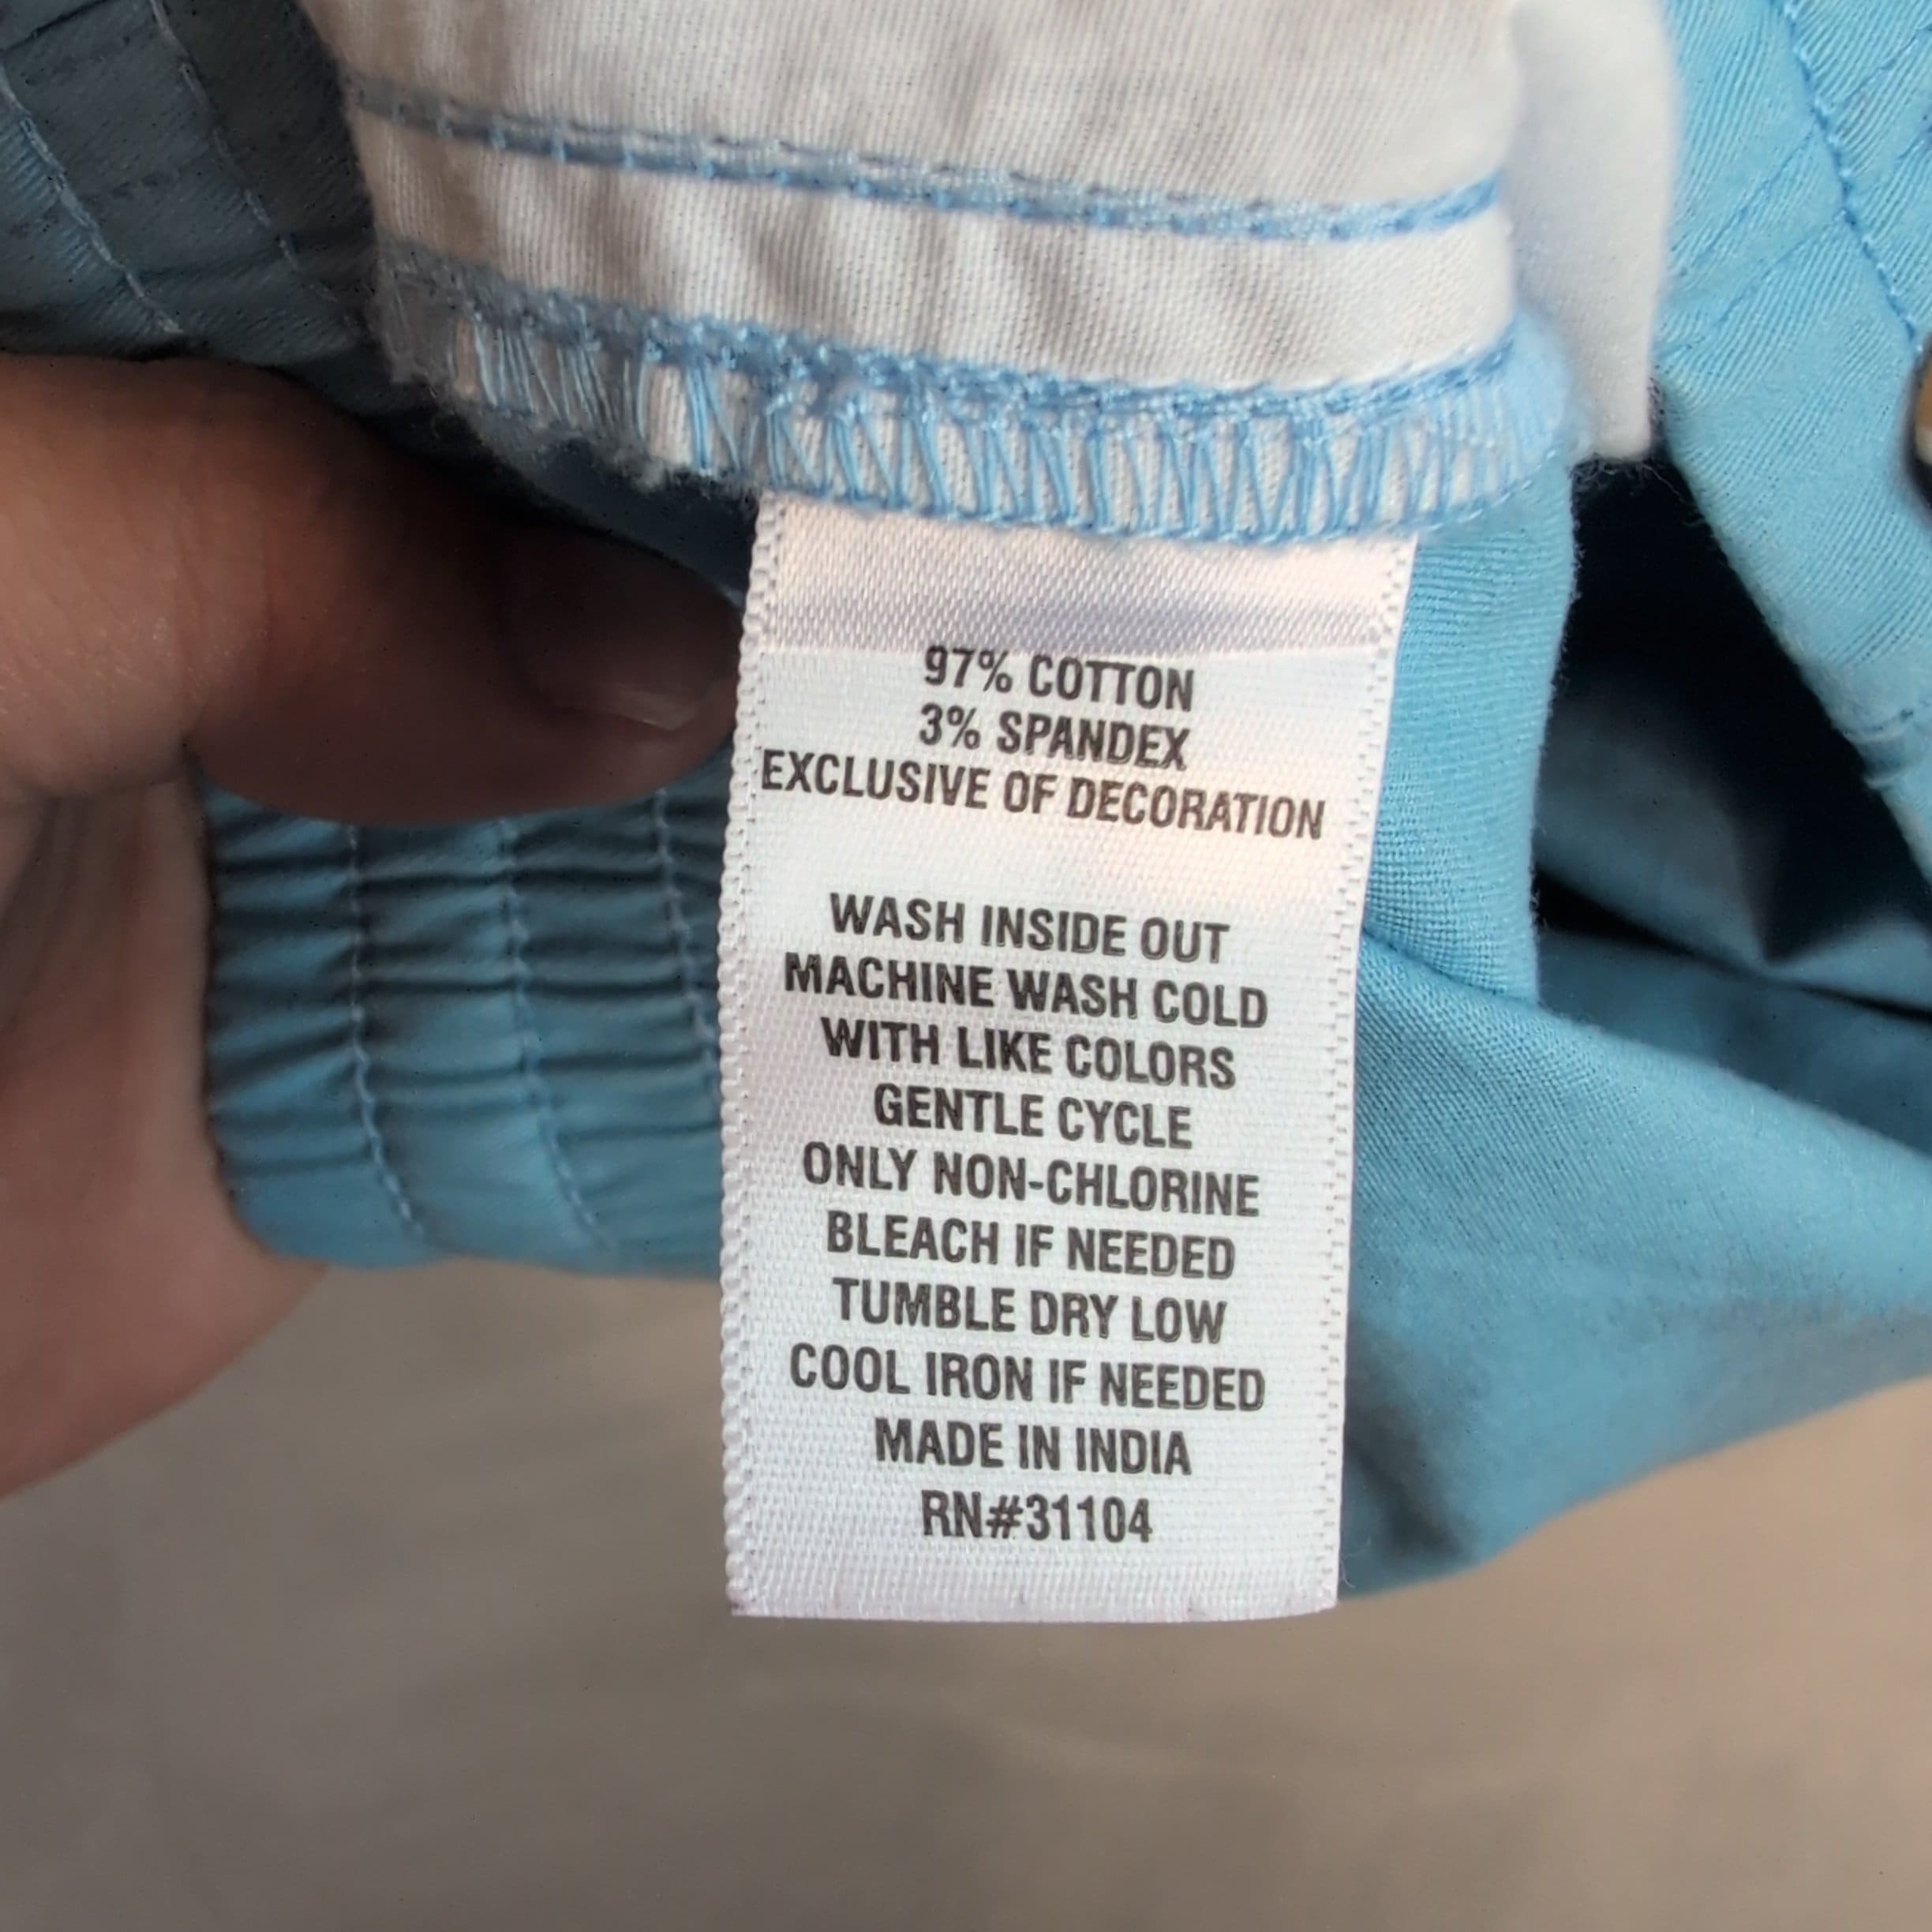 97% COTTON
3% SPANDEX
EXCLUSIVE OF DECORATION
WASH INSIDE OUT
MACHINE WASH COLD
WITH LIKE COLORS
GENTLE CYCLE
ONLY NON-CHLORINE
BLEACH IF NEEDED
TUMBLE DRY LOW
COOL IRON IF NEEDED
MADE IN INDIA
RN#31104